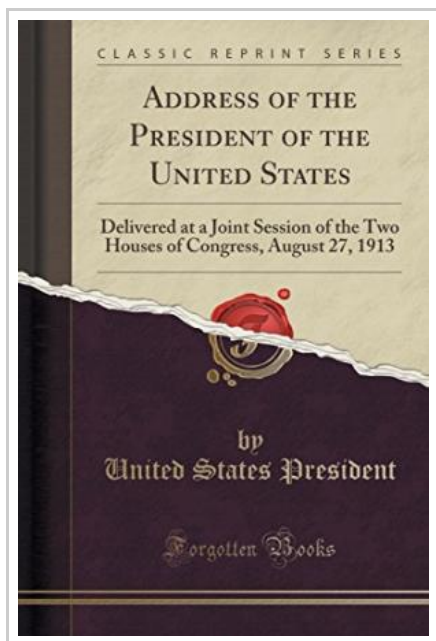 CLASSIC REPRINT SERIES
ADDRESS OF THE
PRESIDENT OF THE
UNITED STATES
Delivered at a Joint Session of the Two
Houses of Congress, August 27, 1913
by
United States President
Forgotten Books